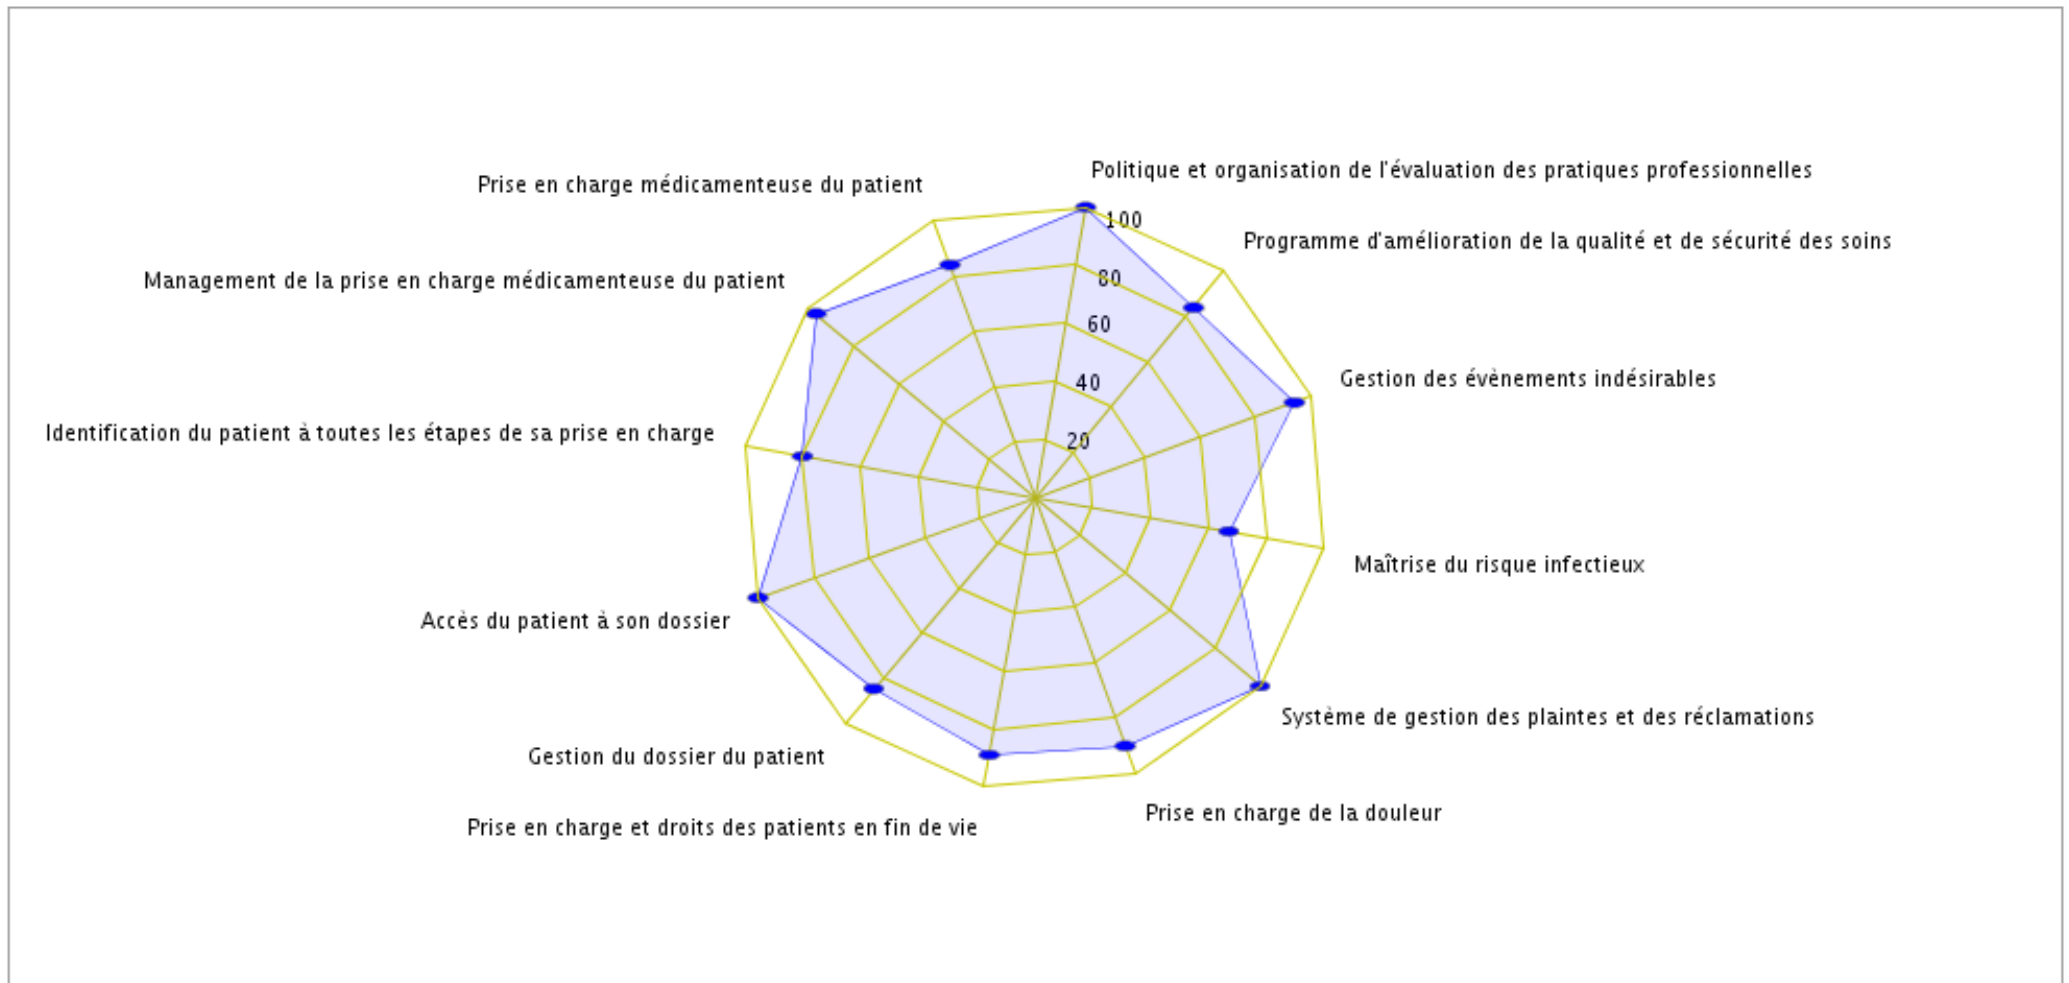 Politique et organisation de l'évaluation des pratiques professionnelles
Prise en charge médicamenteuse du patient
100
Programme d'amélioration de la qualité et de sécurité des soins
Management de la prise en charge médicamenteuse du patient
80
60
Gestion des évènements indésirables
40
Identification du patient à toutes les étapes de sa prise en charge
20
Maîtrise du risque infectieux
Accès du patient à son dossier
Système de gestion des plaintes et des réclamations
Gestion du dossier du patient
Prise en charge de la douleur
Prise en charge et droits des patients en fin de vie